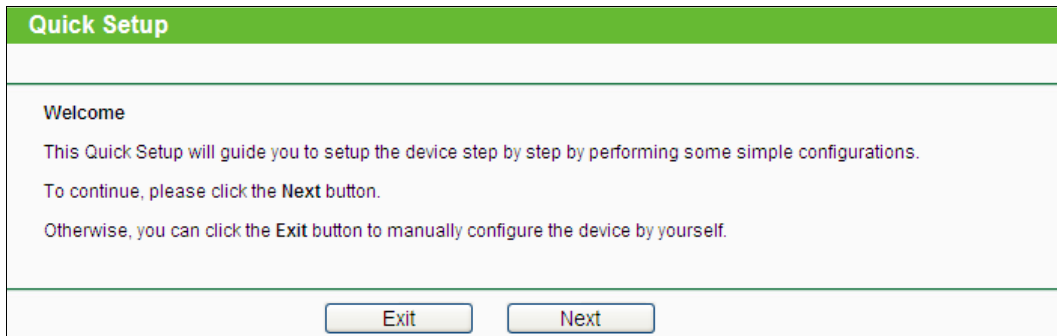 Quick Setup
Welcome
This Quick Setup will guide you to setup the device step by step by performing some simple configurations.
To continue, please click the Next button.
Otherwise, you can click the Exit button to manually configure the device by yourself.
Exit Next